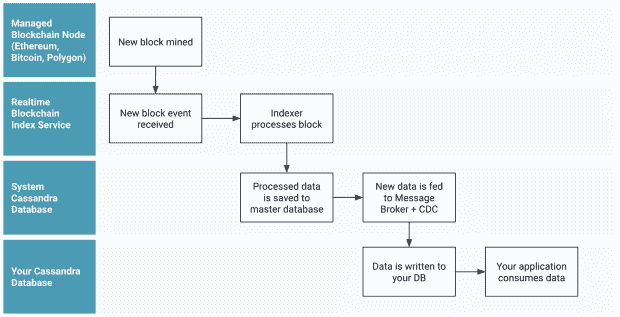 Managed
Blockchain Node
(Ethereum,
Bitcoin, Polygon)
New block mined
Realtime
Blockchain
Index Service
New block event
received
Indexer
processes block
System
Cassandra
Database
Processed data
is saved to
master database
New data is fed
to Message
Broker + CDC
Your Cassandra
Database
Data is written to
your DB
Your application
consumes data